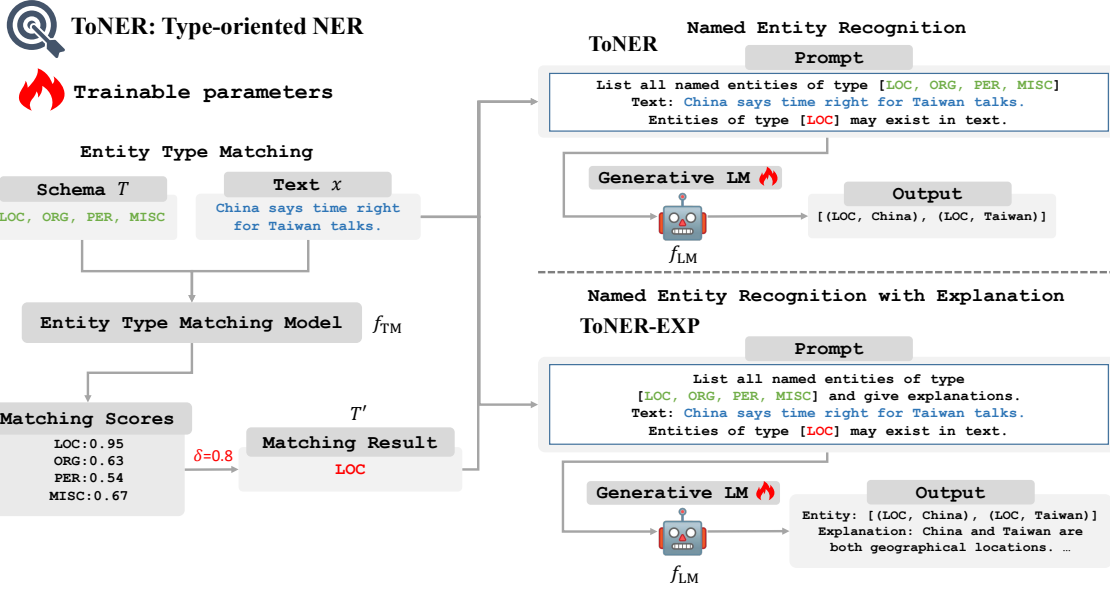 ToNER: Type-oriented NER
Trainable parameters
Entity Type Matching
Schema T
LOC, ORG, PER, MISC
Text x
China says time right
for Taiwan talks.
Entity Type Matching Model
f_TM
Matching Scores
LOC:0.95
ORG:0.63
PER:0.54
MISC:0.67
δ=0.8
T′
Matching Result
LOC
Named Entity Recognition
ToNER
Prompt
List all named entities of type [LOC, ORG, PER, MISC]
Text: China says time right for Taiwan talks.
Entities of type [LOC] may exist in text.
Generative LM
f_LM
Output
[(LOC, China), (LOC, Taiwan)]
Named Entity Recognition with Explanation
ToNER-EXP
Prompt
List all named entities of type
[LOC, ORG, PER, MISC] and give explanations.
Text: China says time right for Taiwan talks.
Entities of type [LOC] may exist in text.
Generative LM
f_LM
Output
Entity: [(LOC, China), (LOC, Taiwan)]
Explanation: China and Taiwan are
both geographical locations. …